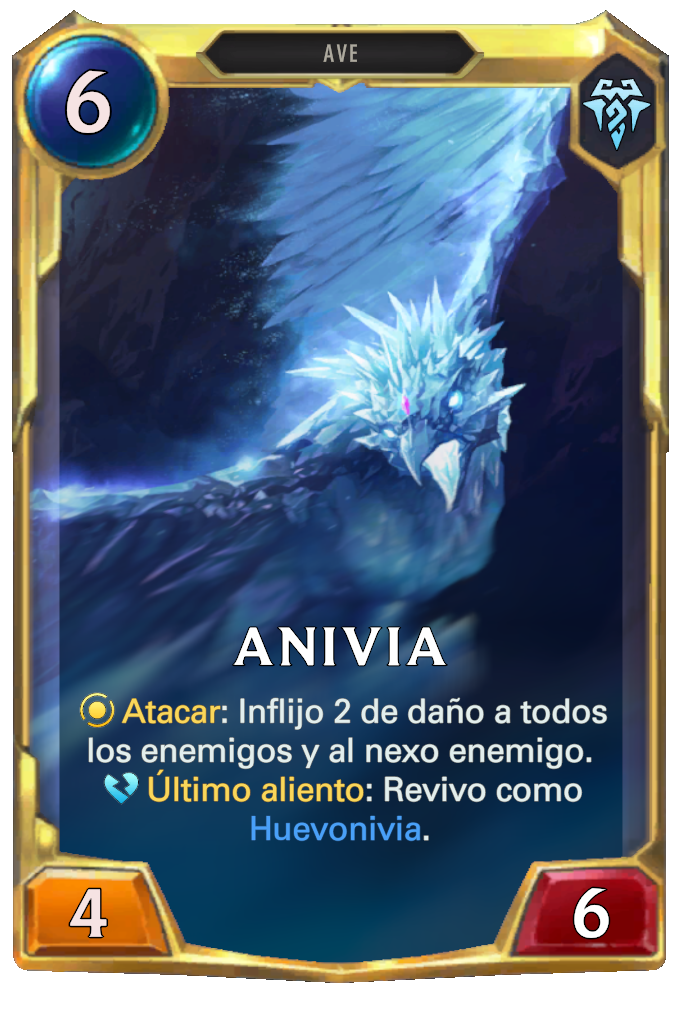 AVE
6
ANIVIA
Atacar: Inflijo 2 de daño a todos
los enemigos y al nexo enemigo.
Último aliento: Revivo como
Huevonivia.
4
6